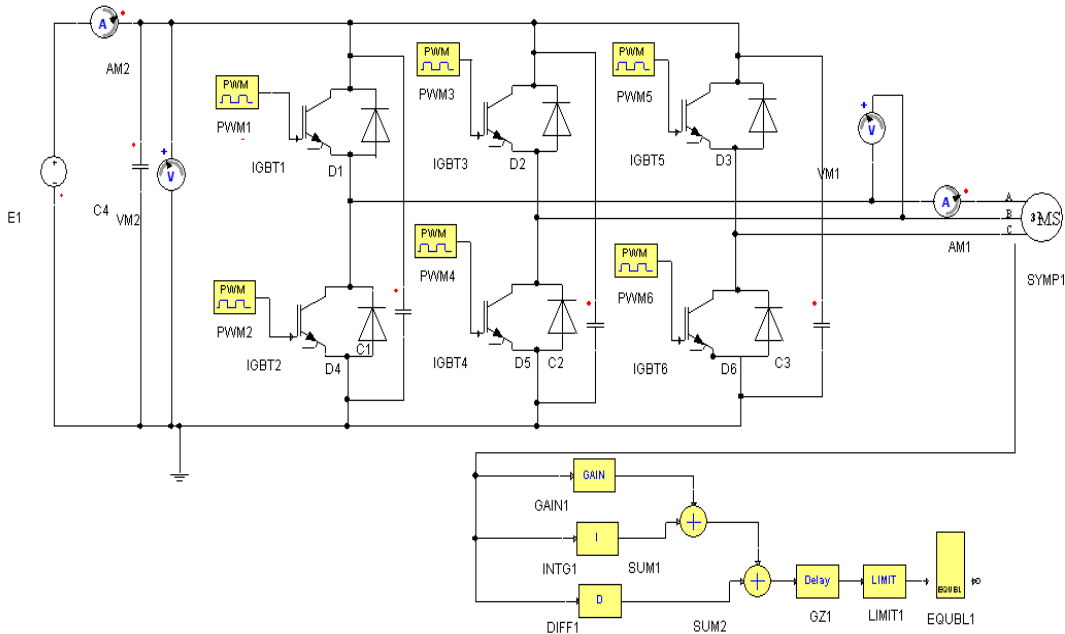 A
AM2
PWM
PWM1
PWM
PWM3
PWM
PWM5
IGBT1
D1
IGBT3
D2
IGBT5
D3
V
VM1
+
-
E1
C4
VM2
V
A
AM1
A
B
C
MS
SYMP1
PWM
PWM2
PWM
PWM4
PWM
PWM6
IGBT2
D4
C1
IGBT4
D5
C2
IGBT6
D6
C3
GAIN
GAIN1
I
INTG1
SUM1
D
DIFF1
SUM2
Delay
GZ1
LIMIT
LIMIT1
EQUBL
EQUBL1